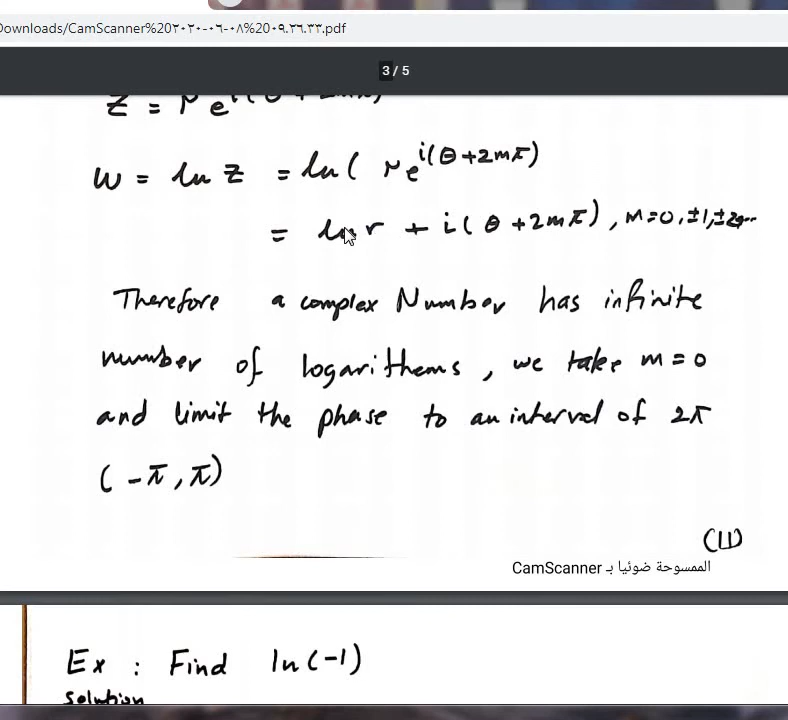 Downloads/CamScanner%20٢٠٢٠-٠٦-٠٨%20٠٩.٢٦.٣٣.pdf
3 / 5
w = ln z = ln( r e^i(θ+2mπ)
= ln r + i(θ+2mπ), m=0,±1,±2,...
Therefore a complex Number has infinite
number of logarithems, we take m=0
and limit the phase to an interval of 2π
(-π,π)
(11)
الممسوحة ضوئيا بـ CamScanner
Ex : Find ln(-1)
Solution